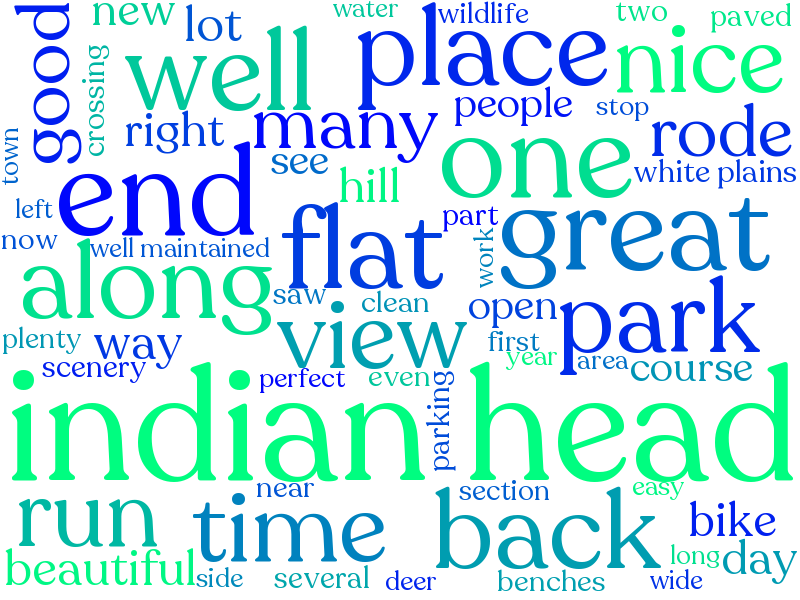 good
new
lot
water
wildlife
two
paved
crossing
well
place
nice
right
many
people
stop
rode
town
see
one
white plains
left
end
hill
part
great
now
well maintained
flat
work
along
saw
clean
open
park
plenty
way
view
first
year
area
course
scenery
perfect
even
parking
indian head
near
section
easy
run
time
back
bike
beautiful
long
day
side
several
deer
benches
wide